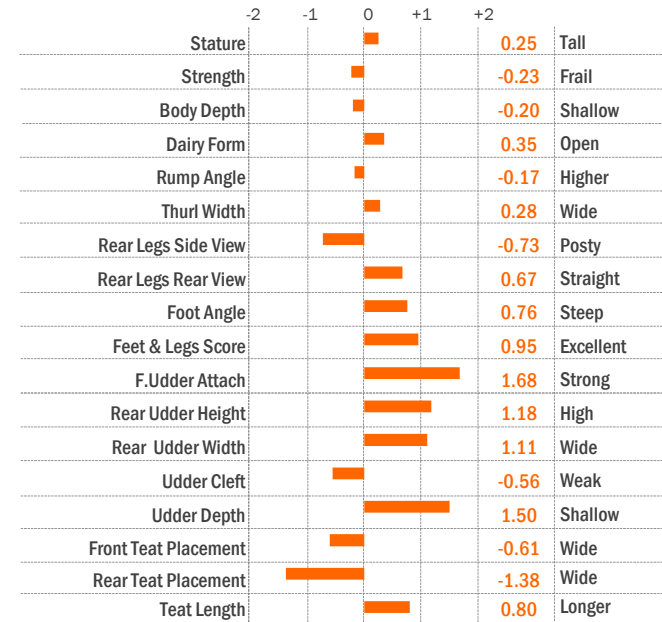 -2 -1 0 +1 +2
Stature 0.25 Tall
Strength -0.23 Frail
Body Depth -0.20 Shallow
Dairy Form 0.35 Open
Rump Angle -0.17 Higher
Thurl Width 0.28 Wide
Rear Legs Side View -0.73 Posty
Rear Legs Rear View 0.67 Straight
Foot Angle 0.76 Steep
Feet & Legs Score 0.95 Excellent
F.Udder Attach 1.68 Strong
Rear Udder Height 1.18 High
Rear Udder Width 1.11 Wide
Udder Cleft -0.56 Weak
Udder Depth 1.50 Shallow
Front Teat Placement -0.61 Wide
Rear Teat Placement -1.38 Wide
Teat Length 0.80 Longer